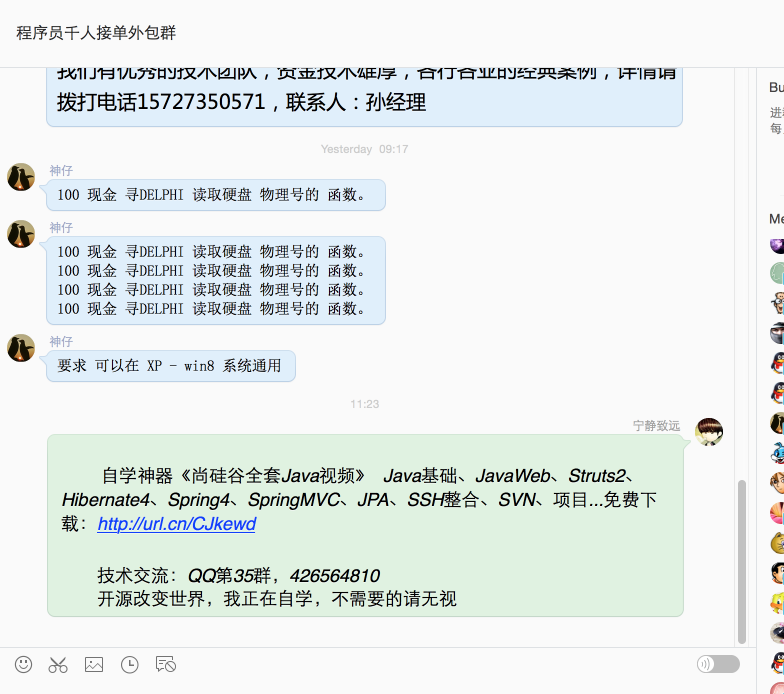 程序员千人接单外包群
我们有优秀的技术团队，资金技术雄厚，各行各业的经典案例，详情请
拨打电话15727350571，联系人：孙经理
Yesterday 09:17
神仔
100 现金 寻DELPHI 读取硬盘 物理号的 函数。
神仔
100 现金 寻DELPHI 读取硬盘 物理号的 函数。
100 现金 寻DELPHI 读取硬盘 物理号的 函数。
100 现金 寻DELPHI 读取硬盘 物理号的 函数。
100 现金 寻DELPHI 读取硬盘 物理号的 函数。
神仔
要求 可以在 XP - win8 系统通用
11:23
宁静致远
自学神器《尚硅谷全套Java视频》 Java基础、JavaWeb、Struts2、
Hibernate4、Spring4、SpringMVC、JPA、SSH整合、SVN、项目...免费下
载：http://url.cn/CJkewd
技术交流：QQ第35群，426564810
开源改变世界，我正在自学，不需要的请无视
Bu
进
每
Me